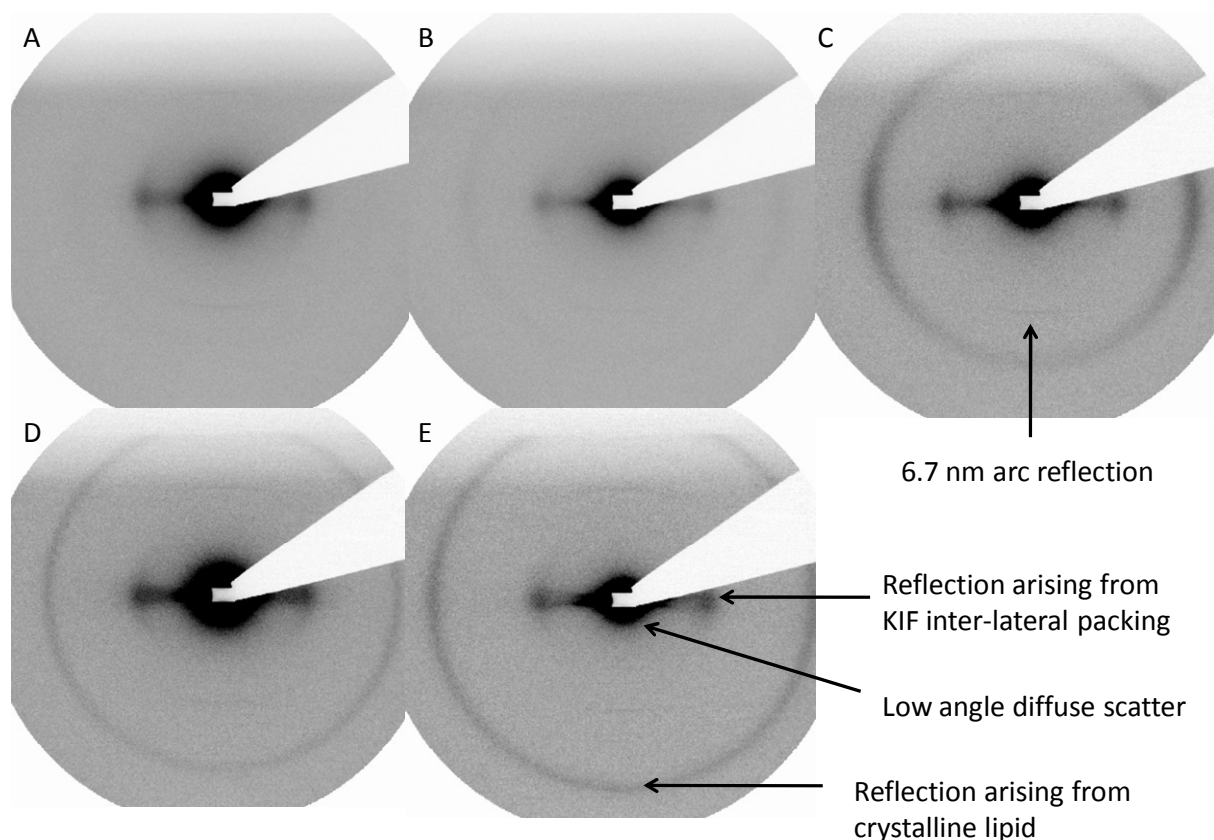 A
B
C
6.7 nm arc reflection
D
E
Reflection arising from
KIF inter-lateral packing
Low angle diffuse scatter
Reflection arising from
crystalline lipid